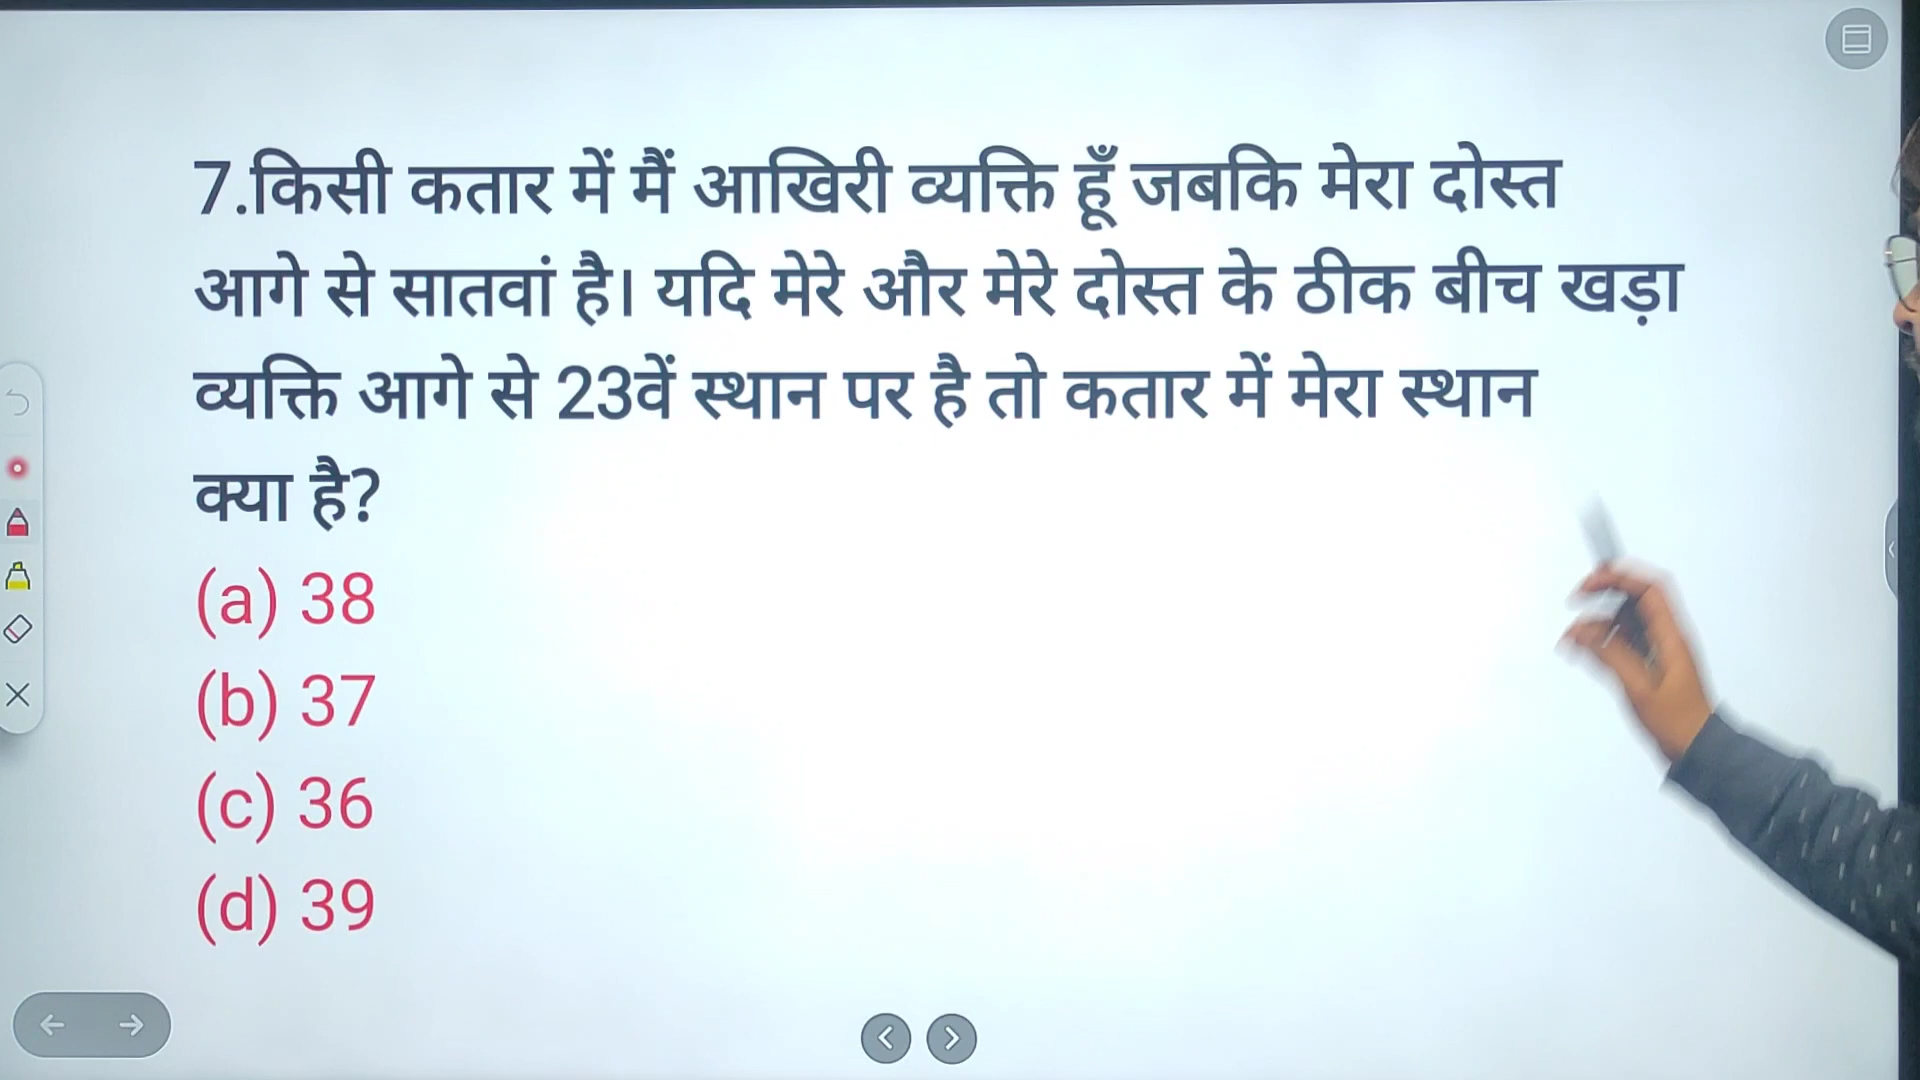 7.किसी कतार में मैं आखिरी व्यक्ति हूँ जबकि मेरा दोस्त
आगे से सातवां है। यदि मेरे और मेरे दोस्त के ठीक बीच खड़ा
व्यक्ति आगे से 23वें स्थान पर है तो कतार में मेरा स्थान
क्या है?
(a) 38
(b) 37
(c) 36
(d) 39